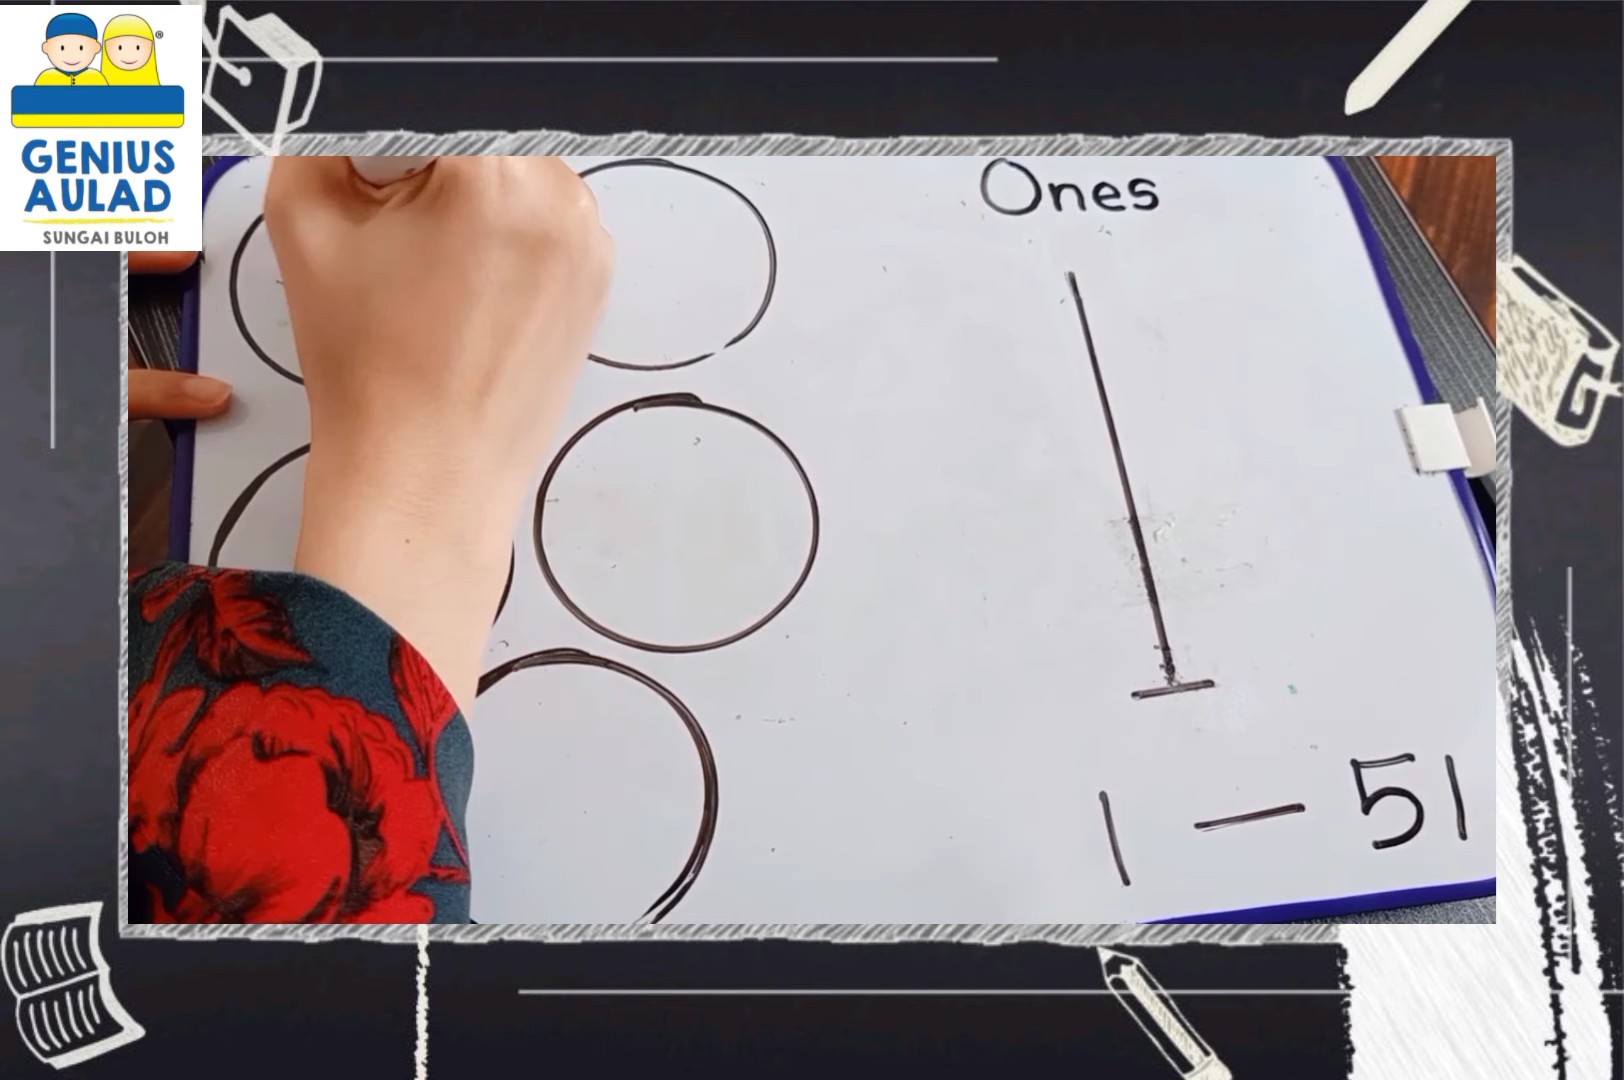 GENIUS
AULAD
SUNGAI BULOH
Ones
1 — 51